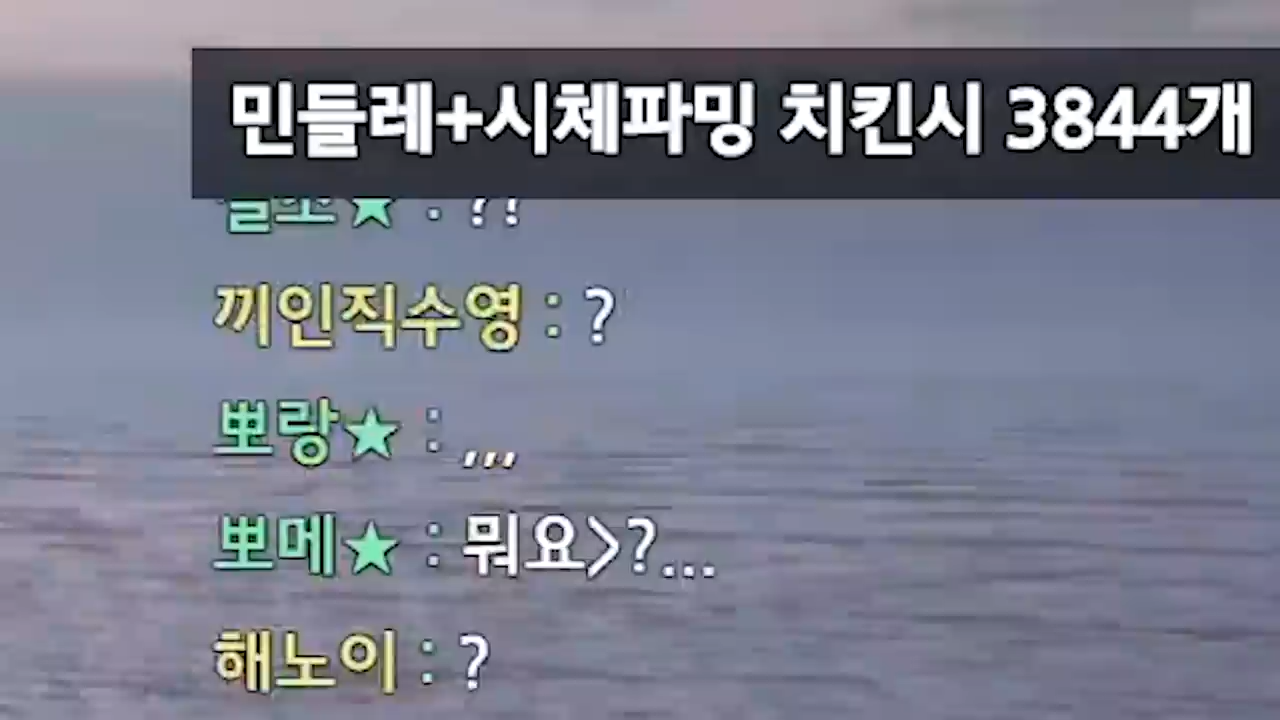 민들레+시체파밍 치킨시 3844개
★ : ??
끼인직수영 : ?
뽀랑★ : ,,,
뽀메★ : 뭐요>?...
해노이 : ?